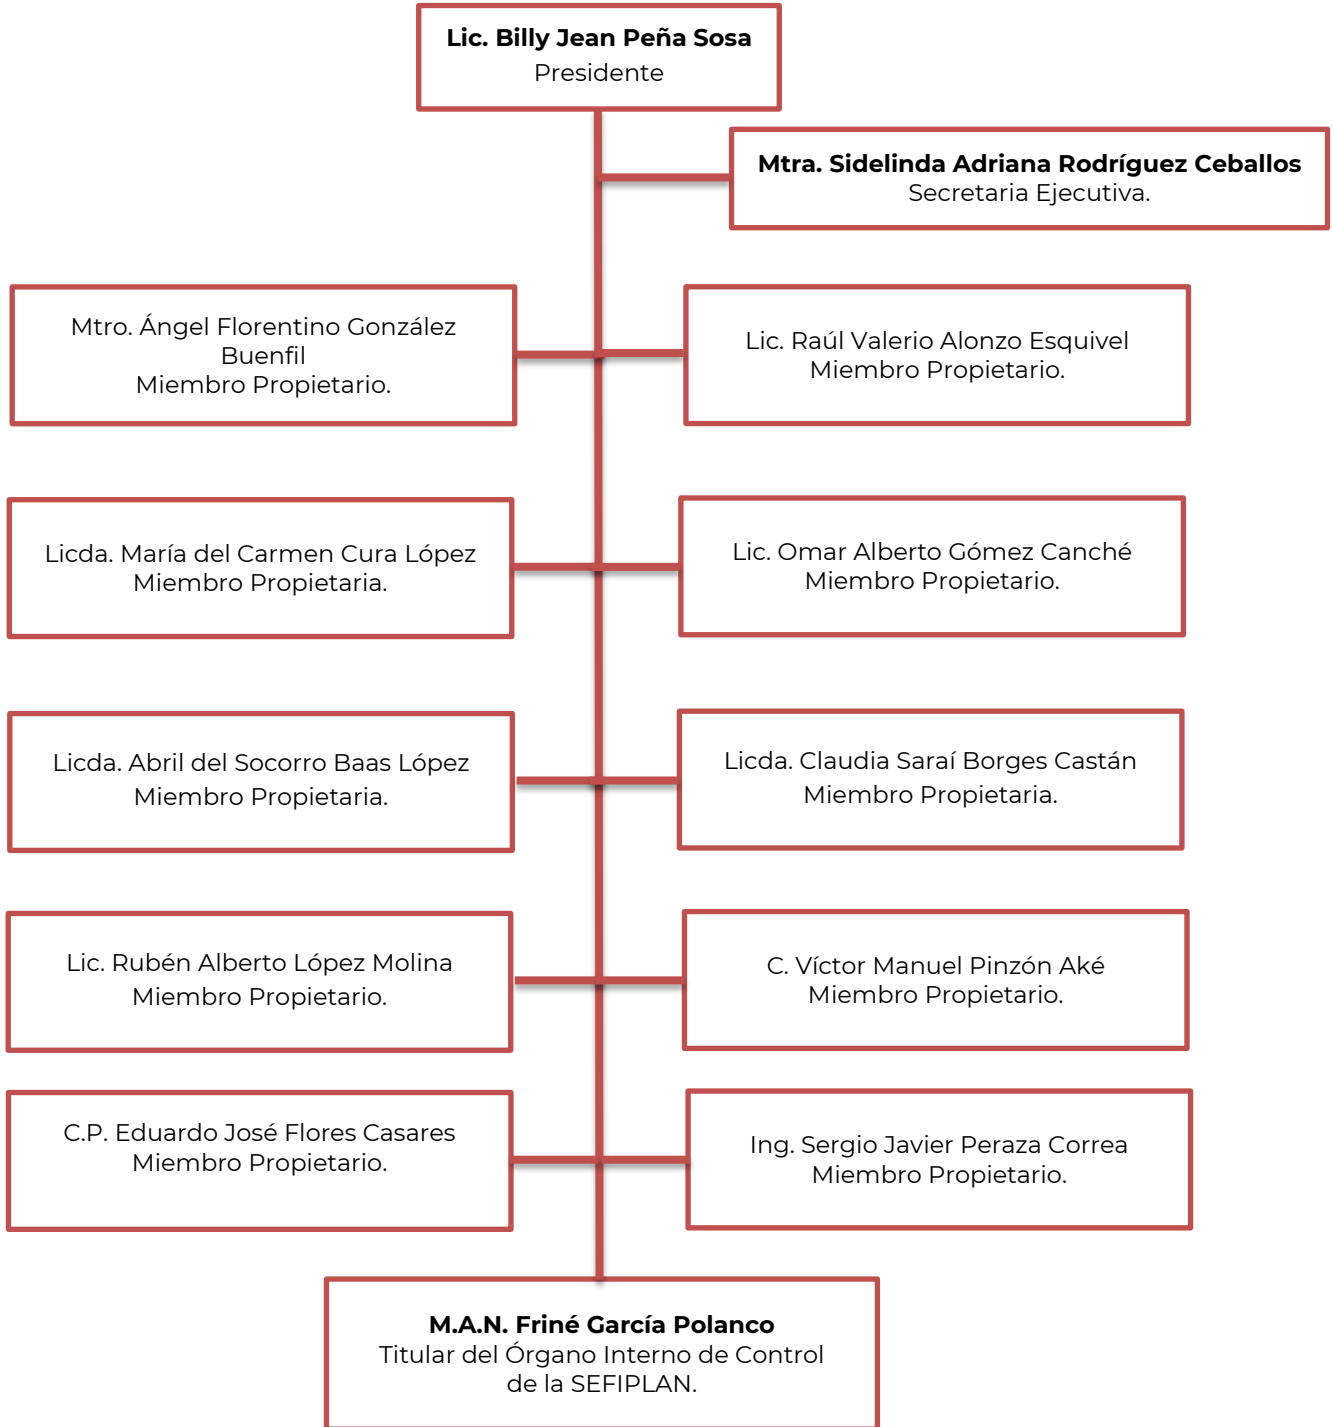 Lic. Billy Jean Peña Sosa
Presidente
Mtra. Sidelinda Adriana Rodríguez Ceballos
Secretaria Ejecutiva.
Mtro. Ángel Florentino González
Buenfil
Miembro Propietario.
Lic. Raúl Valerio Alonzo Esquivel
Miembro Propietario.
Licda. María del Carmen Cura López
Miembro Propietaria.
Lic. Omar Alberto Gómez Canché
Miembro Propietario.
Licda. Abril del Socorro Baas López
Miembro Propietaria.
Licda. Claudia Saraí Borges Castán
Miembro Propietaria.
Lic. Rubén Alberto López Molina
Miembro Propietario.
C. Víctor Manuel Pinzón Aké
Miembro Propietario.
C.P. Eduardo José Flores Casares
Miembro Propietario.
Ing. Sergio Javier Peraza Correa
Miembro Propietario.
M.A.N. Friné García Polanco
Titular del Órgano Interno de Control
de la SEFIPLAN.